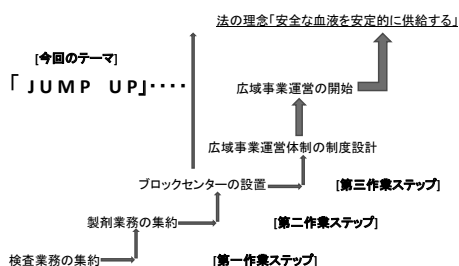 法の理念「安全な血液を安定的に供給する」
[今回のテーマ]
「 J U M P　U P」‥‥
広域事業運営の開始
広域事業運営体制の制度設計
ブロックセンターの設置
[第三作業ステップ]
製剤業務の集約
[第二作業ステップ]
検査業務の集約
[第一作業ステップ]